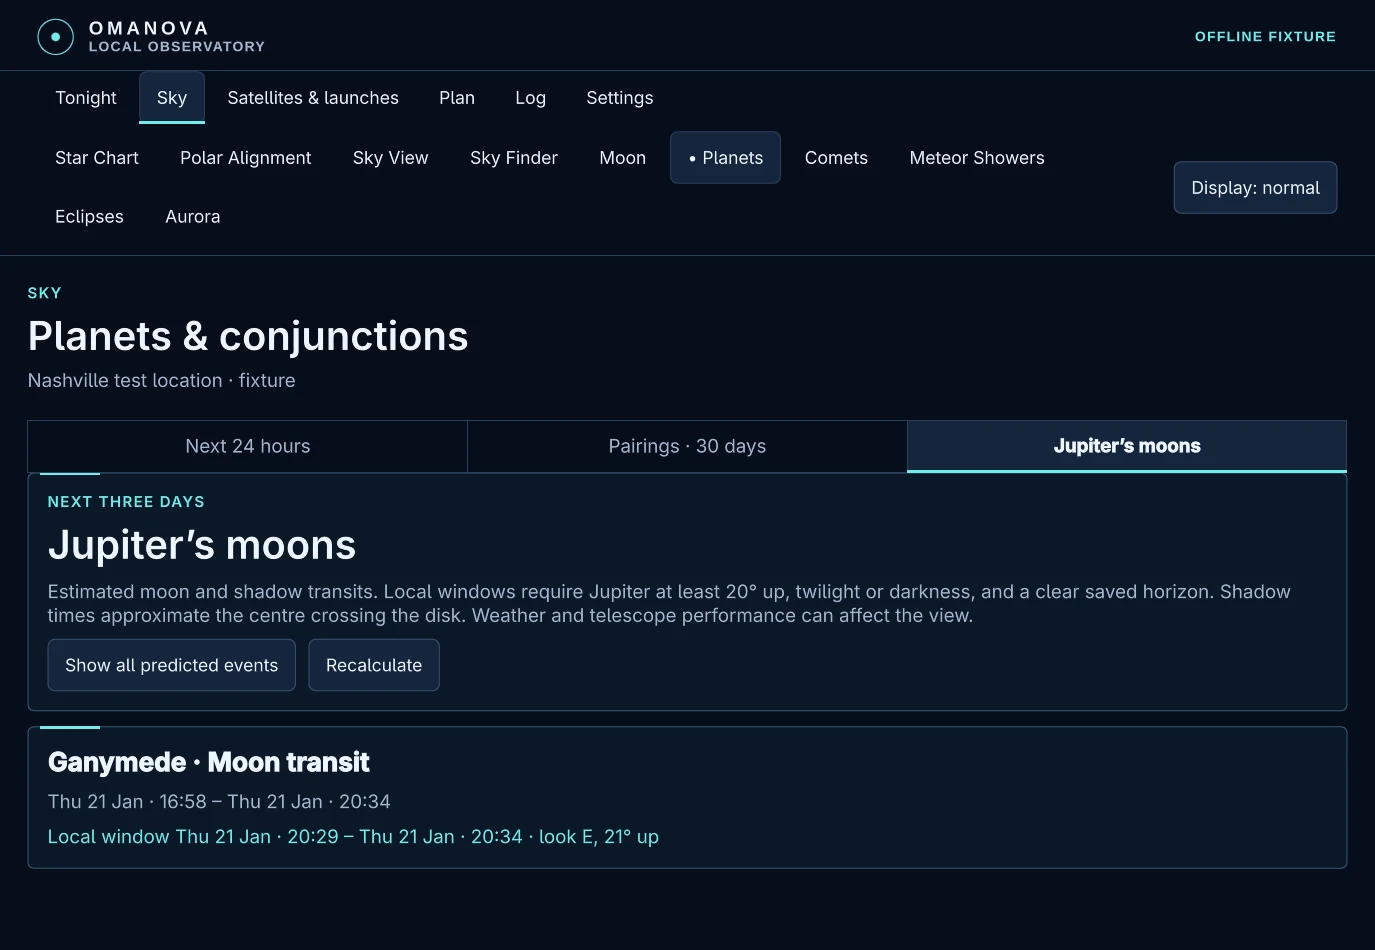 OMANOVA
LOCAL OBSERVATORY
OFFLINE FIXTURE
Tonight Sky Satellites & launches Plan Log Settings
Star Chart Polar Alignment Sky View Sky Finder Moon • Planets Comets Meteor Showers
Display: normal
Eclipses Aurora
SKY
Planets & conjunctions
Nashville test location · fixture
Next 24 hours Pairings · 30 days Jupiter’s moons
NEXT THREE DAYS
Jupiter’s moons
Estimated moon and shadow transits. Local windows require Jupiter at least 20° up, twilight or darkness, and a clear saved horizon. Shadow
times approximate the centre crossing the disk. Weather and telescope performance can affect the view.
Show all predicted events Recalculate
Ganymede · Moon transit
Thu 21 Jan · 16:58 – Thu 21 Jan · 20:34
Local window Thu 21 Jan · 20:29 – Thu 21 Jan · 20:34 · look E, 21° up